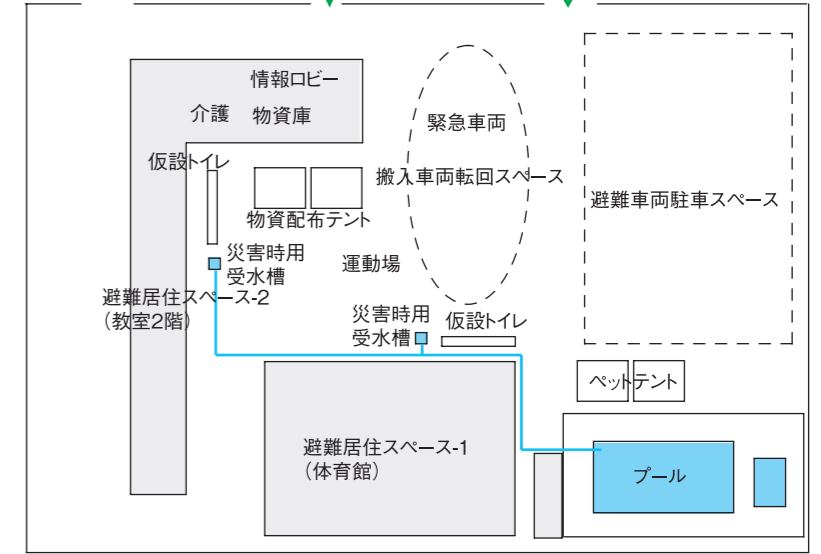 情報ロビー
介護 物資庫
仮設トイレ
物資配布テント
災害時用
受水槽
避難居住スペース-2
（教室2階）
緊急車両
搬入車両転回スペース
運動場
避難車両駐車スペース
災害時用
受水槽
仮設トイレ
ペットテント
避難居住スペース-1
（体育館）
プール